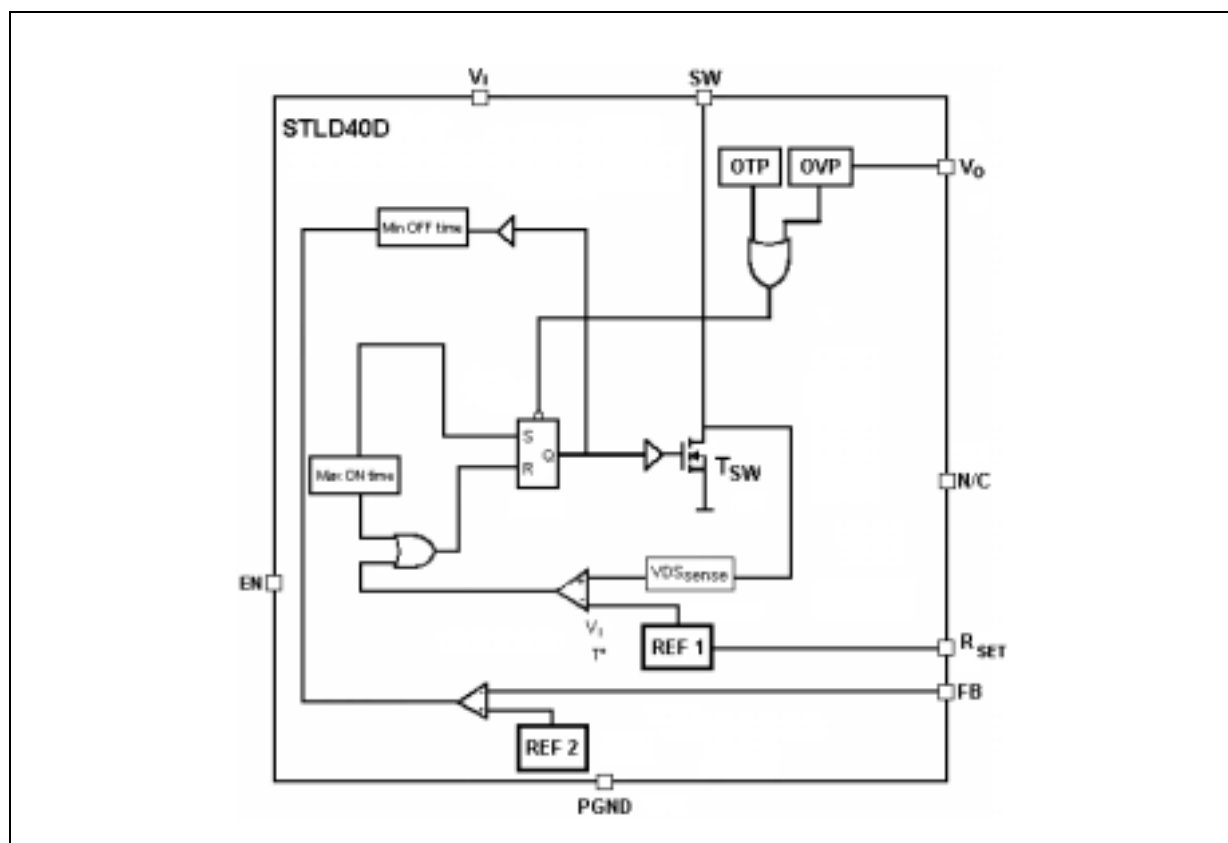 VI
SW
STLD40D
OTP
OVP
VO
Min OFF time
S
Q
R
TSW
Max ON time
N/C
EN
VDSsense
+
-
VI
T°
REF 1
RSET
FB
-
REF 2
PGND